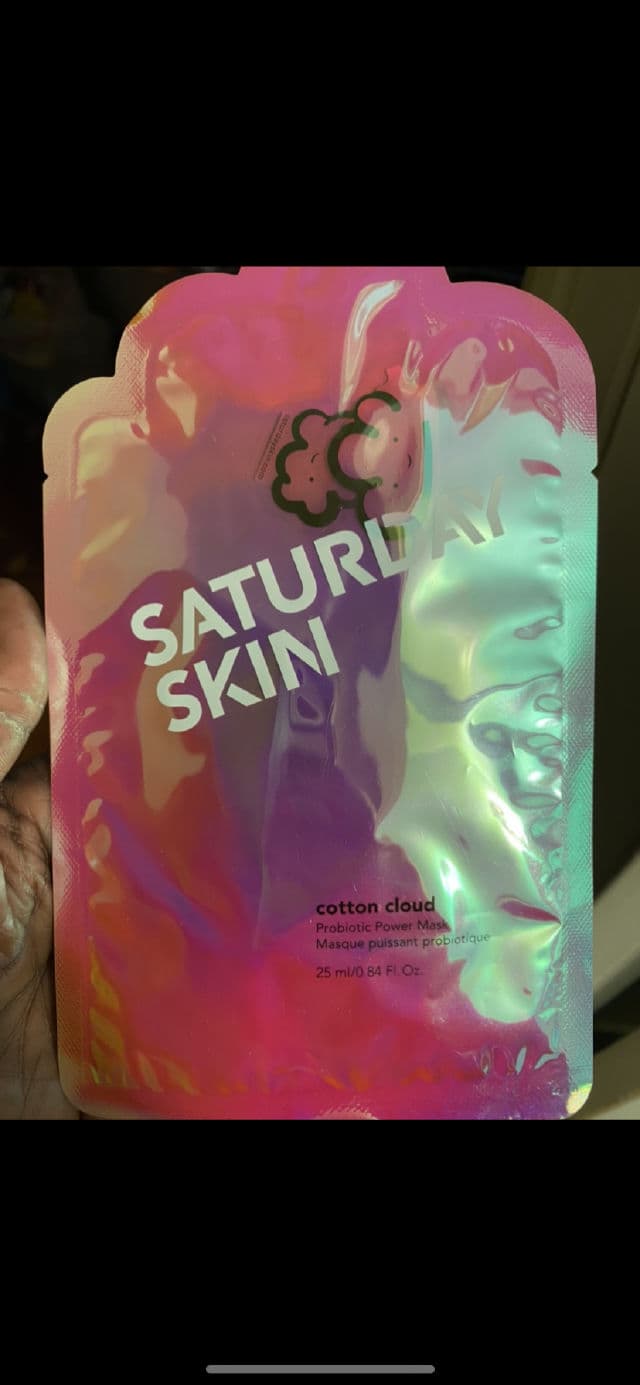 SATURDAY
SKIN
cotton cloud
Probiotic Power Mask
Masque puissant probiotique
25 ml/0.84 Fl. Oz.